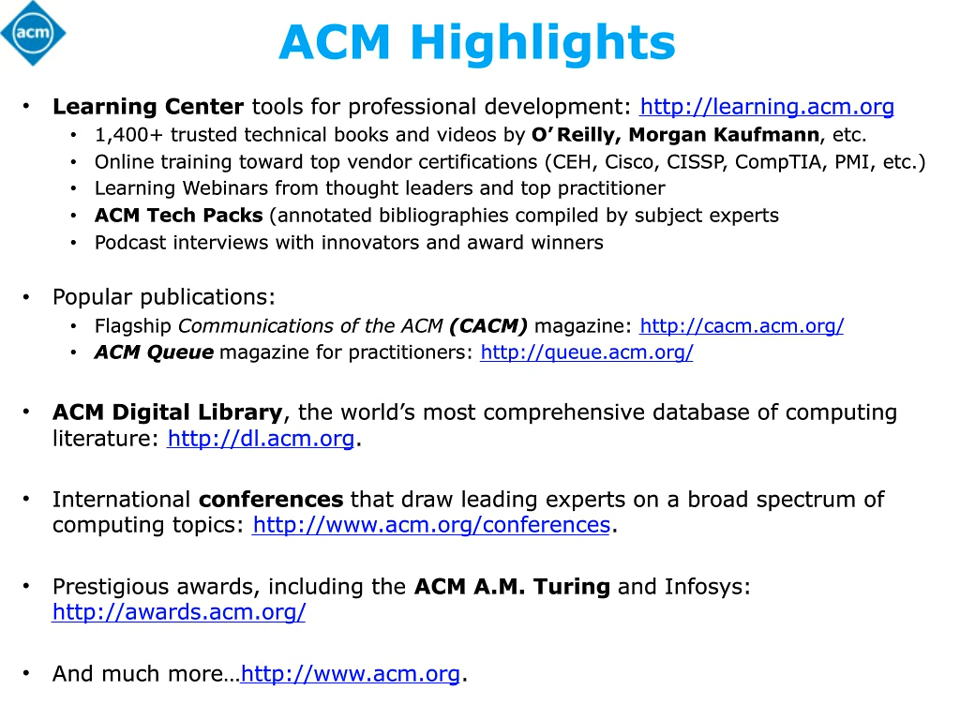 acm
ACM Highlights
• Learning Center tools for professional development: http://learning.acm.org
• 1,400+ trusted technical books and videos by O’ Reilly, Morgan Kaufmann, etc.
• Online training toward top vendor certifications (CEH, Cisco, CISSP, CompTIA, PMI, etc.)
• Learning Webinars from thought leaders and top practitioner
• ACM Tech Packs (annotated bibliographies compiled by subject experts
• Podcast interviews with innovators and award winners
• Popular publications:
• Flagship Communications of the ACM (CACM) magazine: http://cacm.acm.org/
• ACM Queue magazine for practitioners: http://queue.acm.org/
• ACM Digital Library, the world’s most comprehensive database of computing
literature: http://dl.acm.org.
• International conferences that draw leading experts on a broad spectrum of
computing topics: http://www.acm.org/conferences.
• Prestigious awards, including the ACM A.M. Turing and Infosys:
http://awards.acm.org/
• And much more…http://www.acm.org.